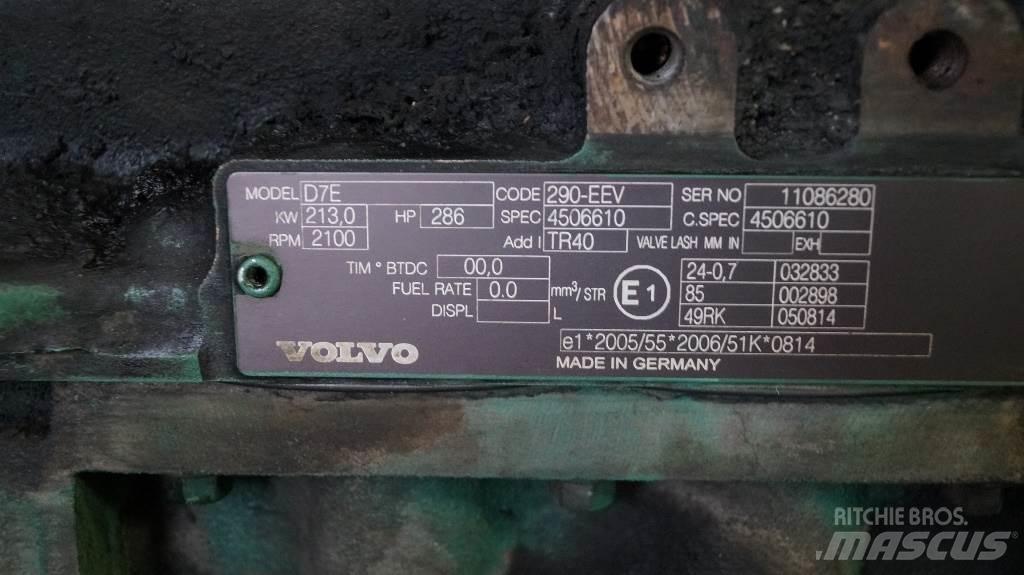 MODEL D7E CODE 290-EEV SER NO 11086280
KW 213,0 HP 286 SPEC 4506610 C.SPEC 4506610
RPM 2100 Add I TR40 VALVE LASH MM IN EXH
TIM ° BTDC 00,0 24-0,7 032833
FUEL RATE 0.0 mm³/STR E1 85 002898
DISPL L 49RK 050814
e1*2005/55*2006/51K*0814
VOLVO MADE IN GERMANY
RITCHIE BROS.
MASCUS